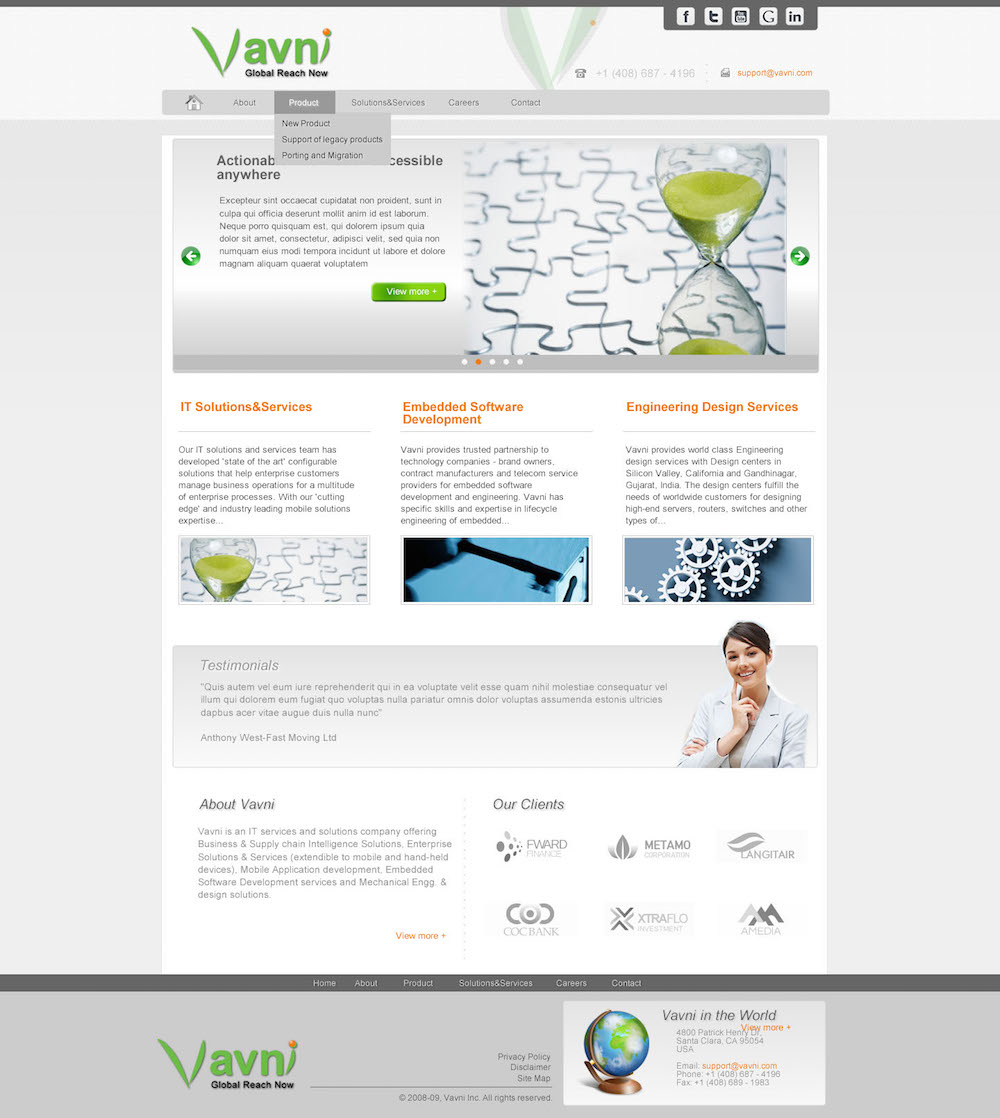 Vavni
Global Reach Now
+1 (408) 687 - 4196
support@vavni.com
About
Product
Solutions&Services
Careers
Contact
New Product
Support of legacy products
Porting and Migration
Actionab cessible
anywhere
Excepteur sint occaecat cupidatat non proident, sunt in
culpa qui officia deserunt mollit anim id est laborum.
Neque porro quisquam est, qui dolorem ipsum quia
dolor sit amet, consectetur, adipisci velit, sed quia non
numquam eius modi tempora incidunt ut labore et dolore
magnam aliquam quaerat voluptatem
View more +
IT Solutions&Services
Our IT solutions and services team has
developed 'state of the art' configurable
solutions that help enterprise customers
manage business operations for a multitude
of enterprise processes. With our 'cutting
edge' and industry leading mobile solutions
expertise...
Embedded Software
Development
Vavni provides trusted partnership to
technology companies - brand owners,
contract manufacturers and telecom service
providers for embedded software
development and engineering. Vavni has
specific skills and expertise in lifecycle
engineering of embedded...
Engineering Design Services
Vavni provides world class Engineering
design services with Design centers in
Silicon Valley, California and Gandhinagar,
Gujarat, India. The design centers fulfill the
needs of worldwide customers for designing
high-end servers, routers, switches and other
types of...
Testimonials
"Quis autem vel eum iure reprehenderit qui in ea voluptate velit esse quam nihil molestiae consequatur vel
illum qui dolorem eum fugiat quo voluptas nulla pariatur omnis dolor voluptas assumenda estonis ultricies
dapbus acer vitae augue duis nulla nunc"
Anthony West-Fast Moving Ltd
About Vavni
Vavni is an IT services and solutions company offering
Business & Supply chain Intelligence Solutions, Enterprise
Solutions & Services (extendible to mobile and hand-held
devices), Mobile Application development, Embedded
Software Development services and Mechanical Engg. &
design solutions.
View more +
Our Clients
FWARD
FINANCE
METAMO
CORPORATION
LANGITAIR
COC BANK
XTRAFLO
INVESTMENT
AMEDIA
Home
About
Product
Solutions&Services
Careers
Contact
Vavni
Global Reach Now
Privacy Policy
Disclaimer
Site Map
© 2008-09, Vavni Inc. All rights reserved.
Vavni in the World
View more +
4800 Patrick Henry Dr,
Santa Clara, CA 95054
USA
Email: support@vavni.com
Phone: +1 (408) 687 - 4196
Fax: +1 (408) 689 - 1983